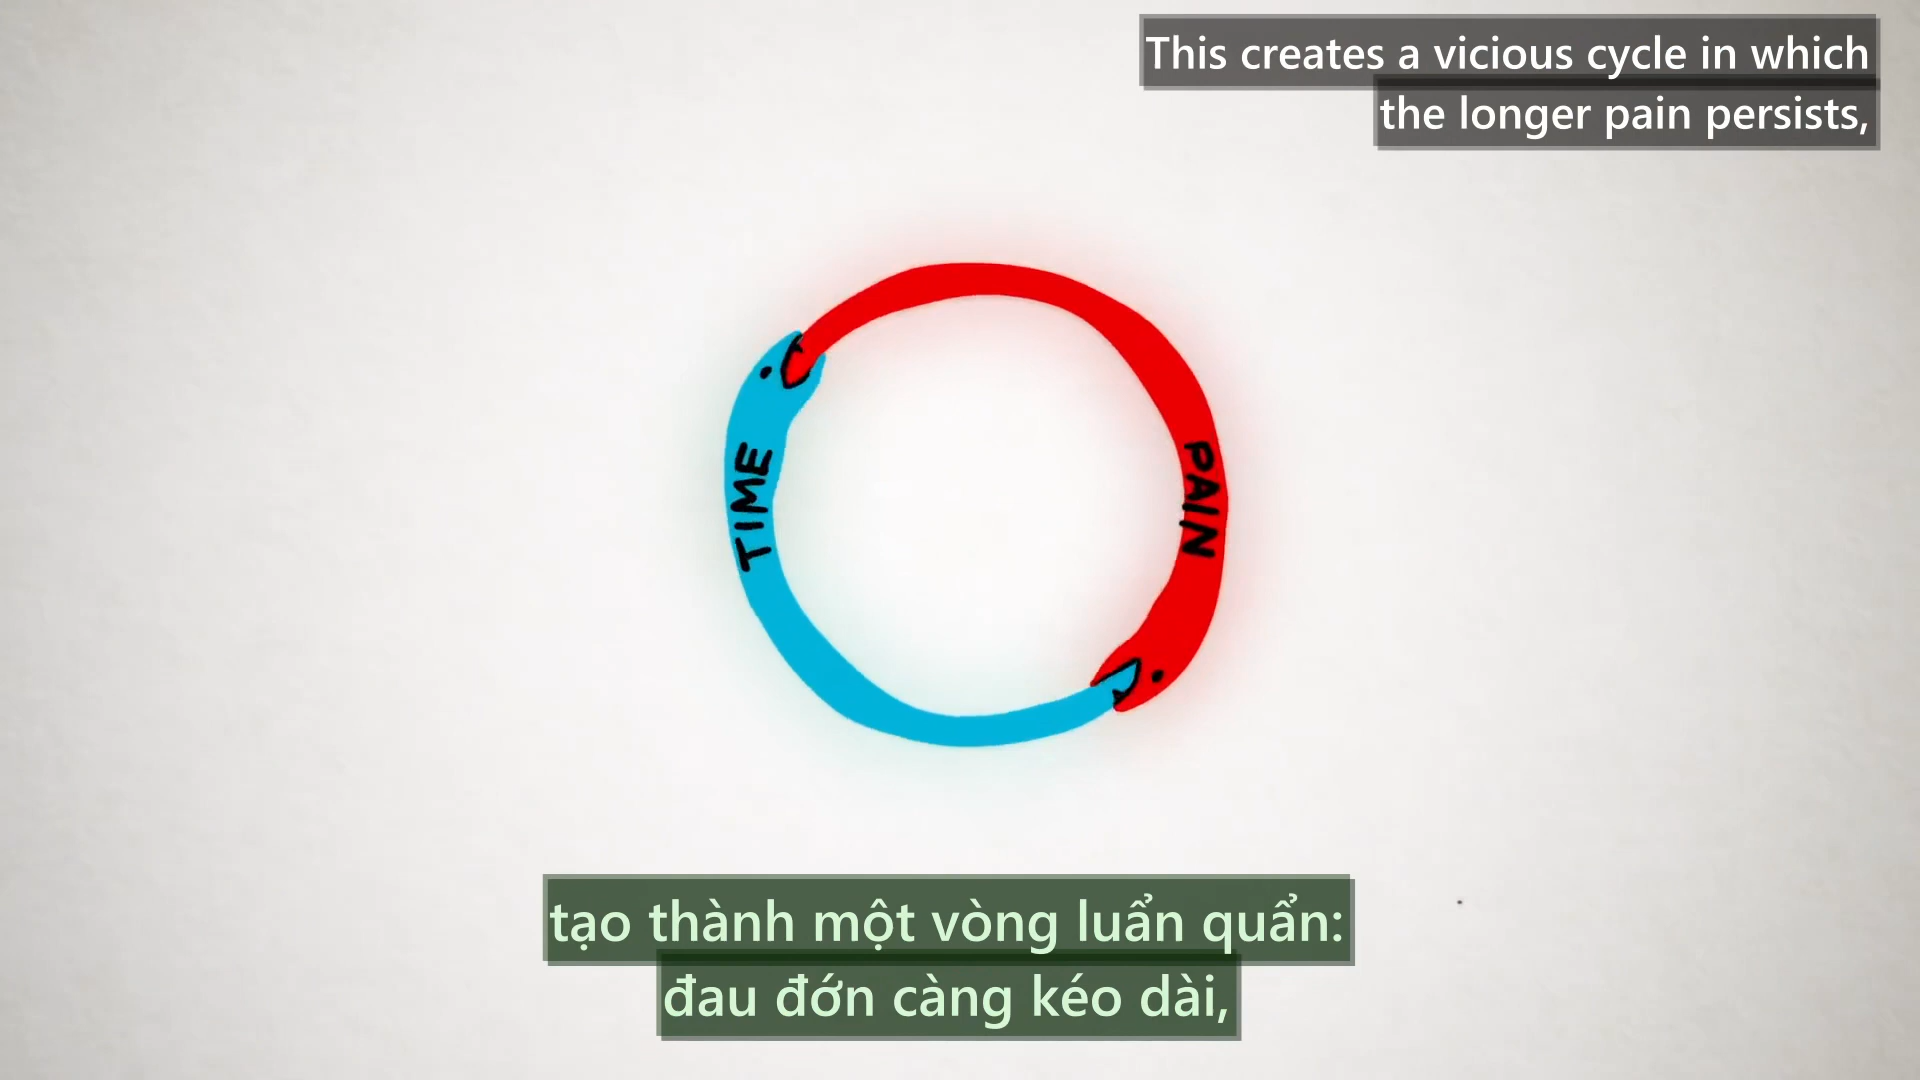 This creates a vicious cycle in which
the longer pain persists,
TIME
PAIN
tạo thành một vòng luẩn quẩn:
đau đớn càng kéo dài,